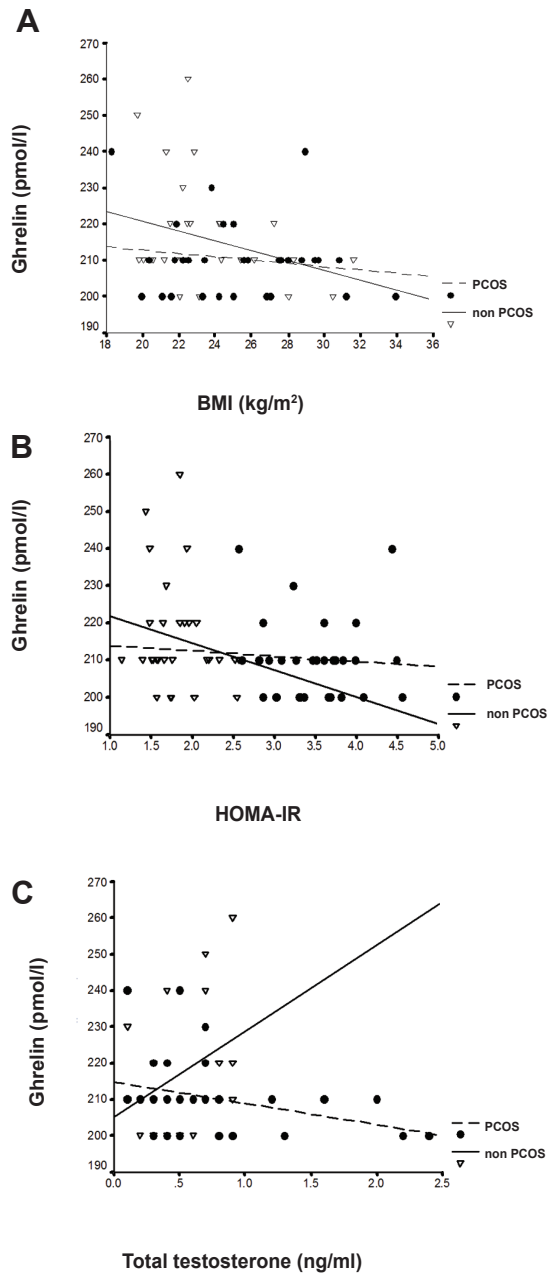 A
Ghrelin (pmol/l)
270
260
250
240
230
220
210
200
190
18 20 22 24 26 28 30 32 34 36
PCOS
non PCOS
BMI (kg/m²)
B
Ghrelin (pmol/l)
270
260
250
240
230
220
210
200
190
1.0 1.5 2.0 2.5 3.0 3.5 4.0 4.5 5.0
PCOS
non PCOS
HOMA-IR
C
Ghrelin (pmol/l)
270
260
250
240
230
220
210
200
190
0.0 .5 1.0 1.5 2.0 2.5
PCOS
non PCOS
Total testosterone (ng/ml)